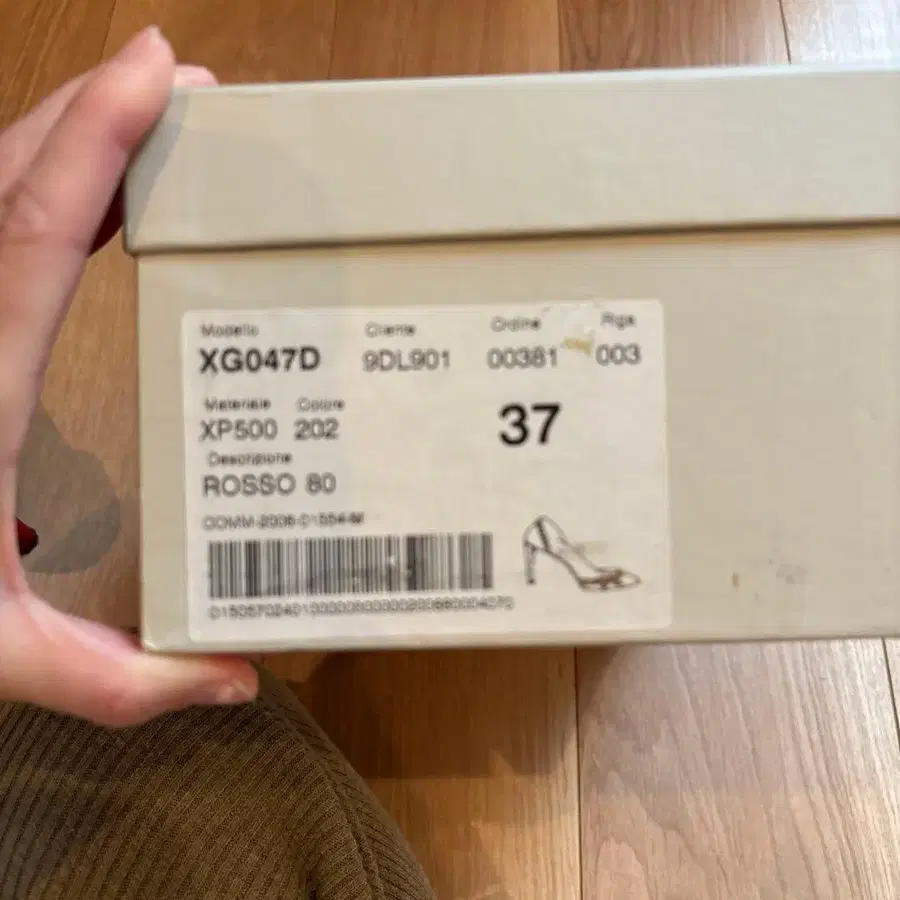 Modello Cliente Ordine Riga
XG047D 9DL901 00381 003
Materiale Colore
XP500 202 37
Descrizione
ROSSO 80